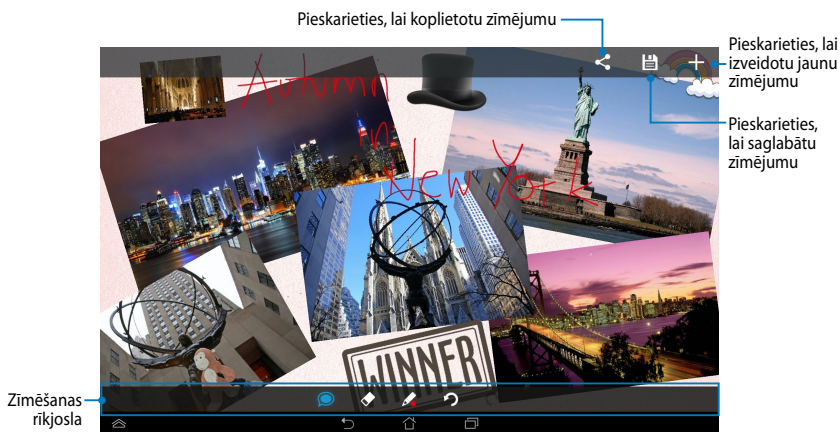 Pieskarieties, lai koplietotu zīmējumu
Pieskarieties, lai
izveidotu jaunu
zīmējumu
Pieskarieties,
lai saglabātu
zīmējumu
Autumn
in
New York
WINNER
Zīmēšanas
rīkjosla